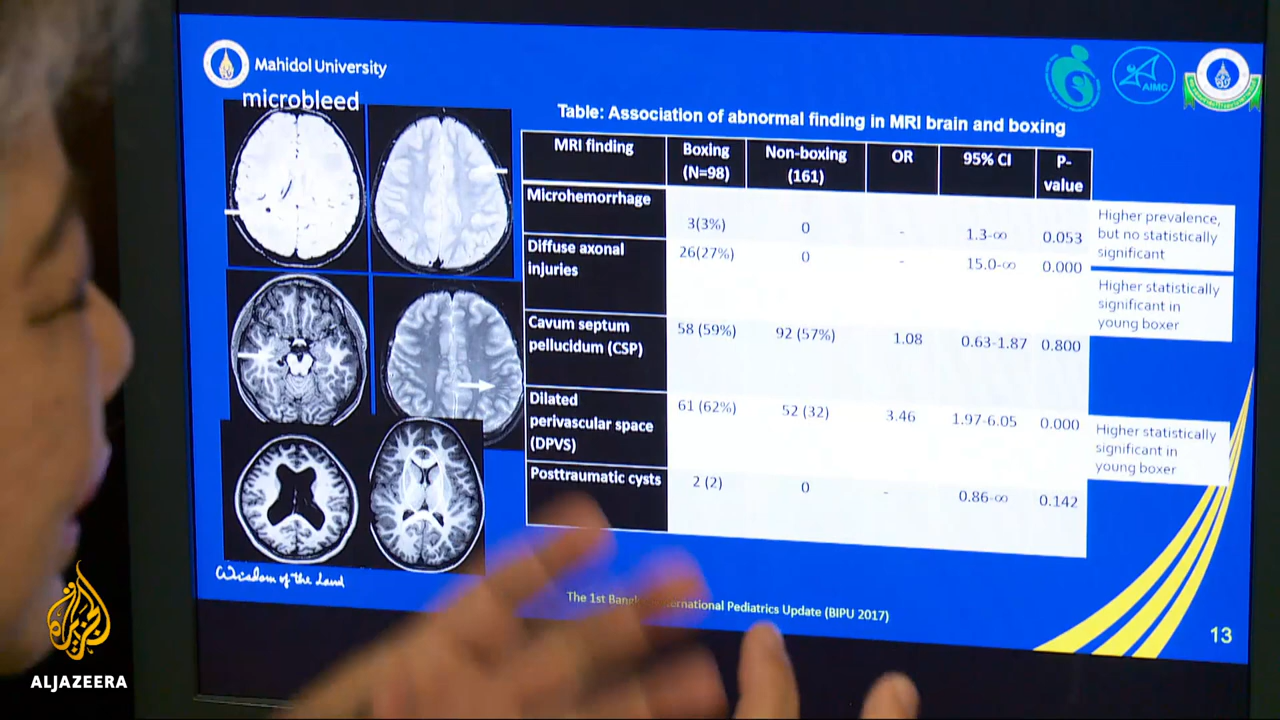 Mahidol University
microbleed
AIMC
Table: Association of abnormal finding in MRI brain and boxing
MRI finding Boxing (N=98) Non-boxing (161) OR 95% CI P-value
Microhemorrhage 3(3%) 0 - 1.3-∞ 0.053
Higher prevalence,
but no statistically
significant
Diffuse axonal
injuries 26(27%) 0 - 15.0-∞ 0.000
Higher statistically
significant in
young boxer
Cavum septum
pellucidum (CSP) 58 (59%) 92 (57%) 1.08 0.63-1.87 0.800
Dilated
perivascular space
(DPVS) 61 (62%) 52 (32) 3.46 1.97-6.05 0.000
Higher statistically
significant in
young boxer
Posttraumatic cysts 2 (2) 0 - 0.86-∞ 0.142
Wisdom of the Land
The 1st Pediatrics Update (BIPU 2017)
13
ALJAZEERA